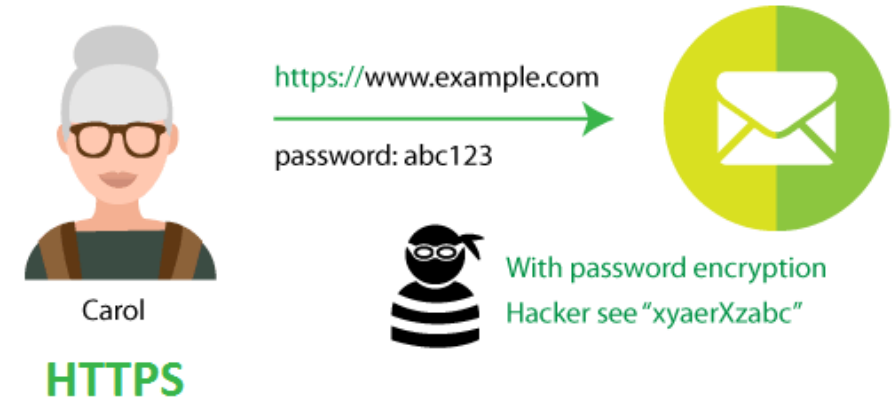 https://www.example.com
password: abc123
With password encryption
Hacker see “xyaerXzabc”
Carol
HTTPS